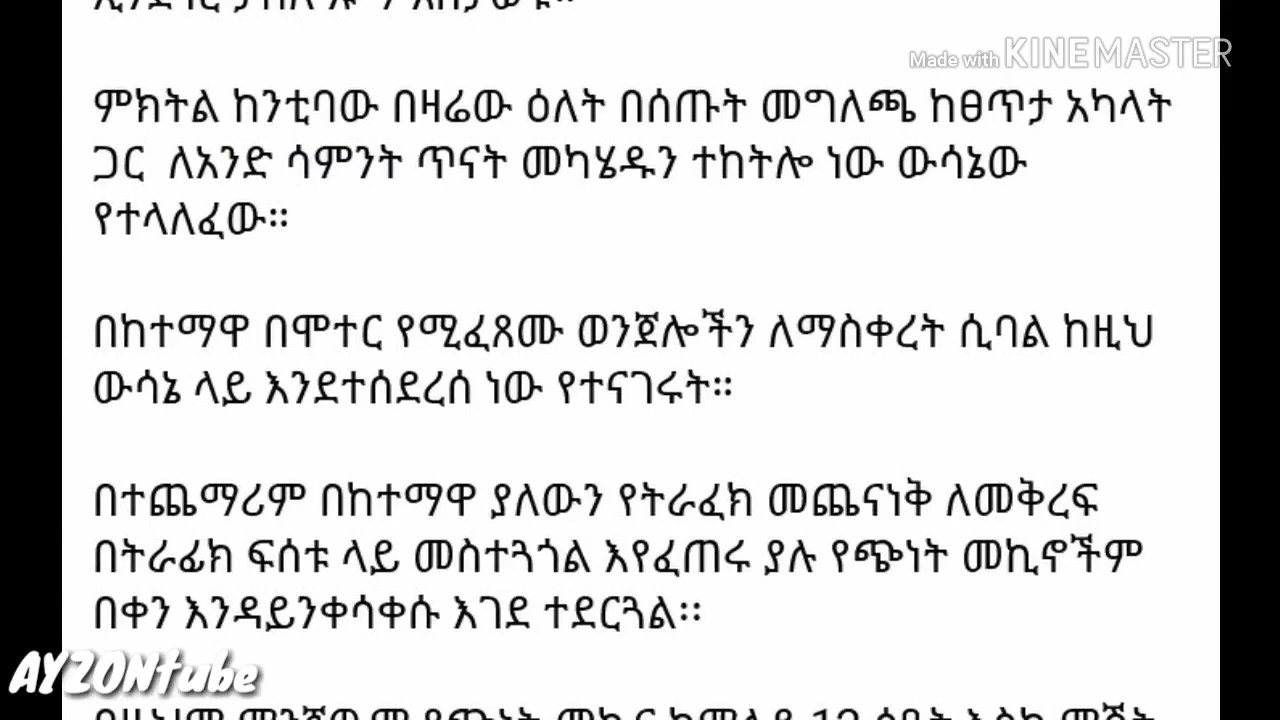 Made with KINEMASTER
ምክትል ከንቲባው በዛሬው ዕለት በሰጡት መግለጫ ከፀጥታ አካላት
ጋር ለአንድ ሳምንት ጥናት መካሄዱን ተከትሎ ነው ውሳኔው
የተላለፈው።
በከተማዋ በሞተር የሚፈጸሙ ወንጀሎችን ለማስቀረት ሲባል ከዚህ
ውሳኔ ላይ እንደተሰደረሰ ነው የተናገሩት።
በተጨማሪም በከተማዋ ያለውን የትራፈክ መጨናነቅ ለመቅረፍ
በትራፊክ ፍሰቱ ላይ መስተጓጎል እየፈጠሩ ያሉ የጭነት መኪኖችም
በቀን እንዳይንቀሳቀሱ እገደ ተደርጓል፡፡
AYZONtube